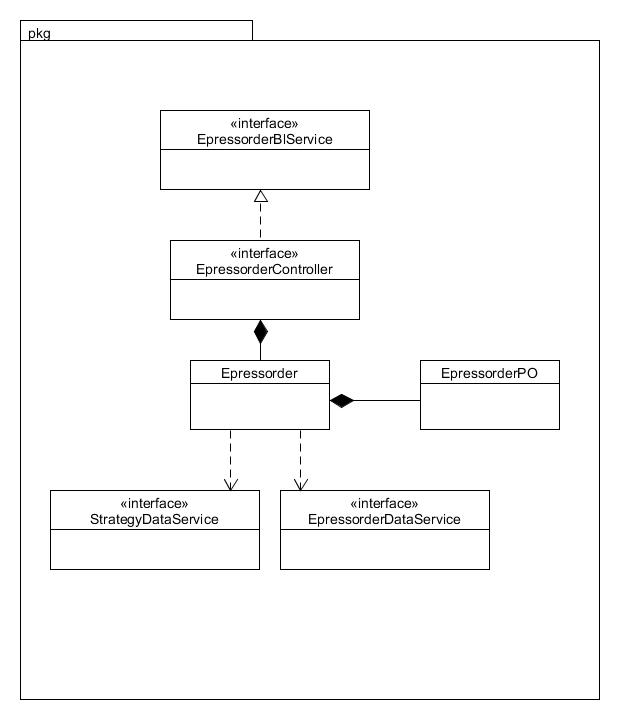 pkg
«interface»
EpressorderBlService
«interface»
EpressorderController
Epressorder
EpressorderPO
«interface»
StrategyDataService
«interface»
EpressorderDataService